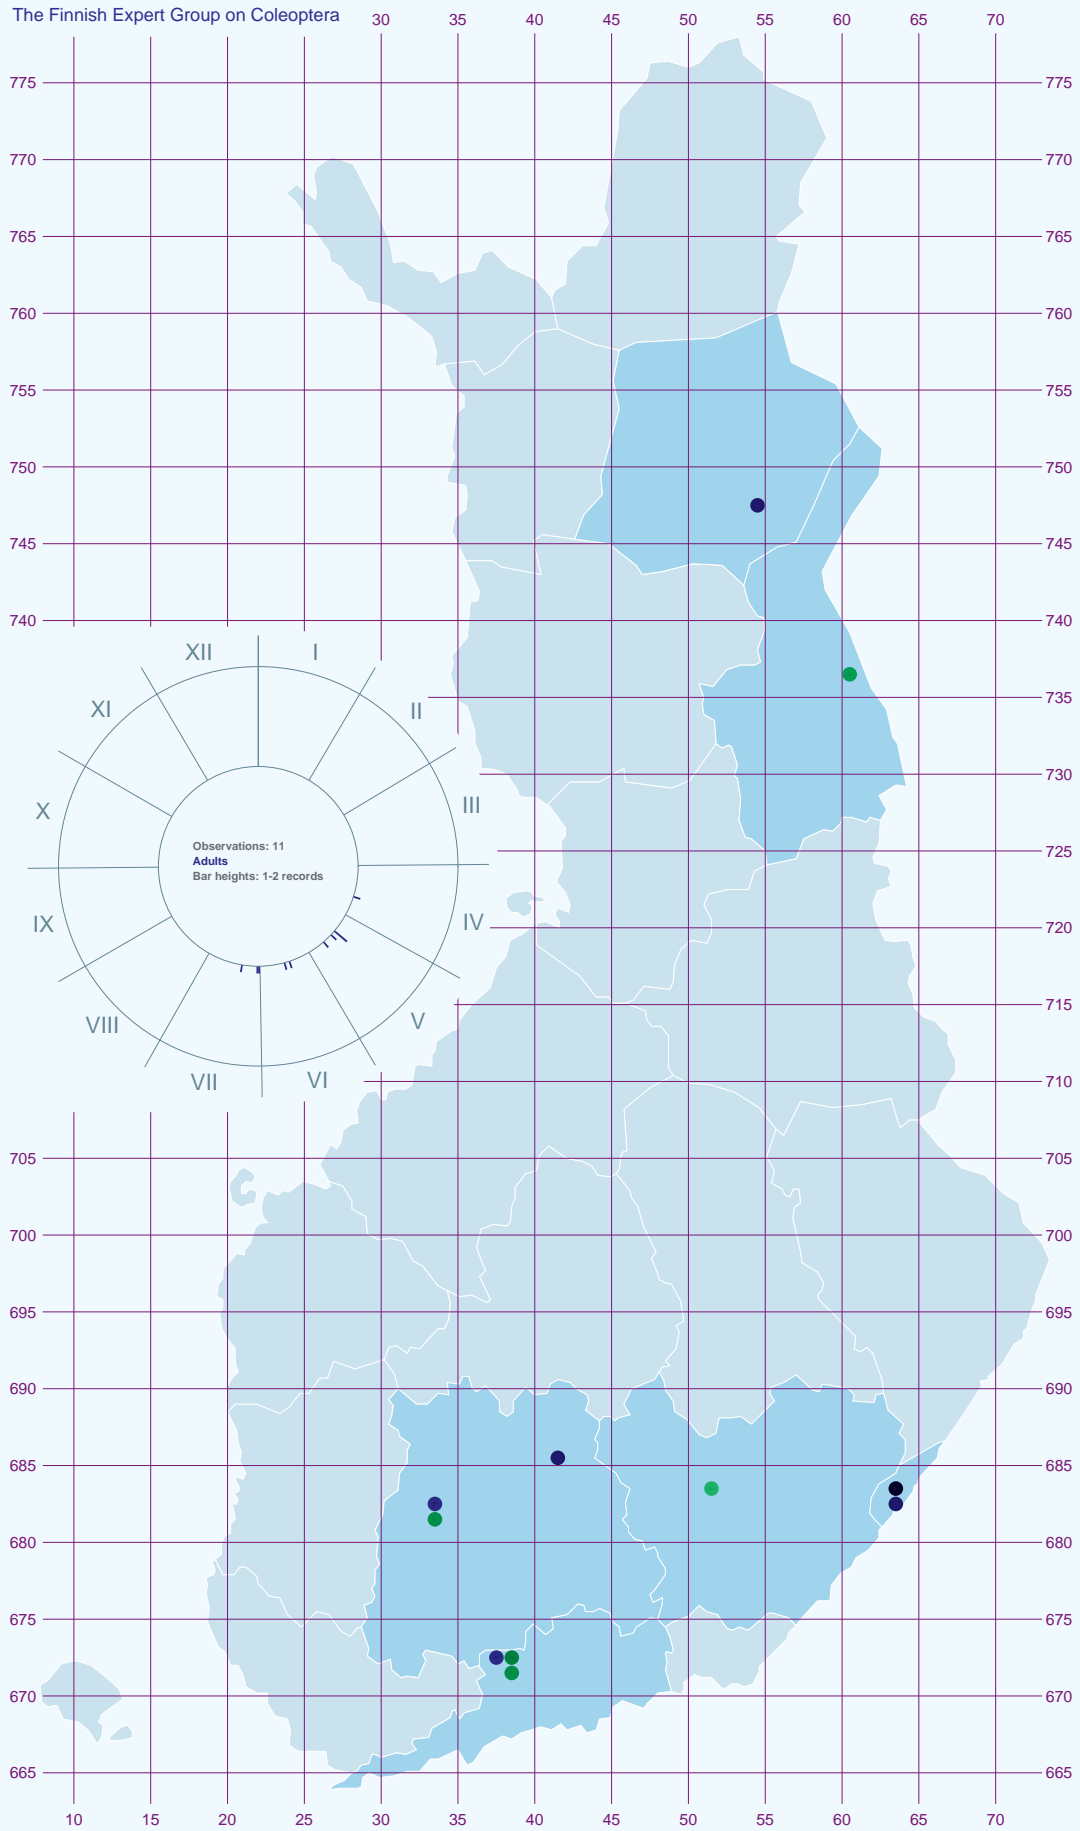 The Finnish Expert Group on Coleoptera
30 35 40 45 50 55 60 65 70
775 775
770 770
765 765
760 760
755 755
750 750
745 745
740 740
XII I
XI II
735
X III
730
Observations: 11
Adults
Bar heights: 1-2 records
725
IX IV
720
VIII V
715
VII VI
710
705 705
700 700
695 695
690 690
685 685
680 680
675 675
670 670
665 665
10 15 20 25 30 35 40 45 50 55 60 65 70